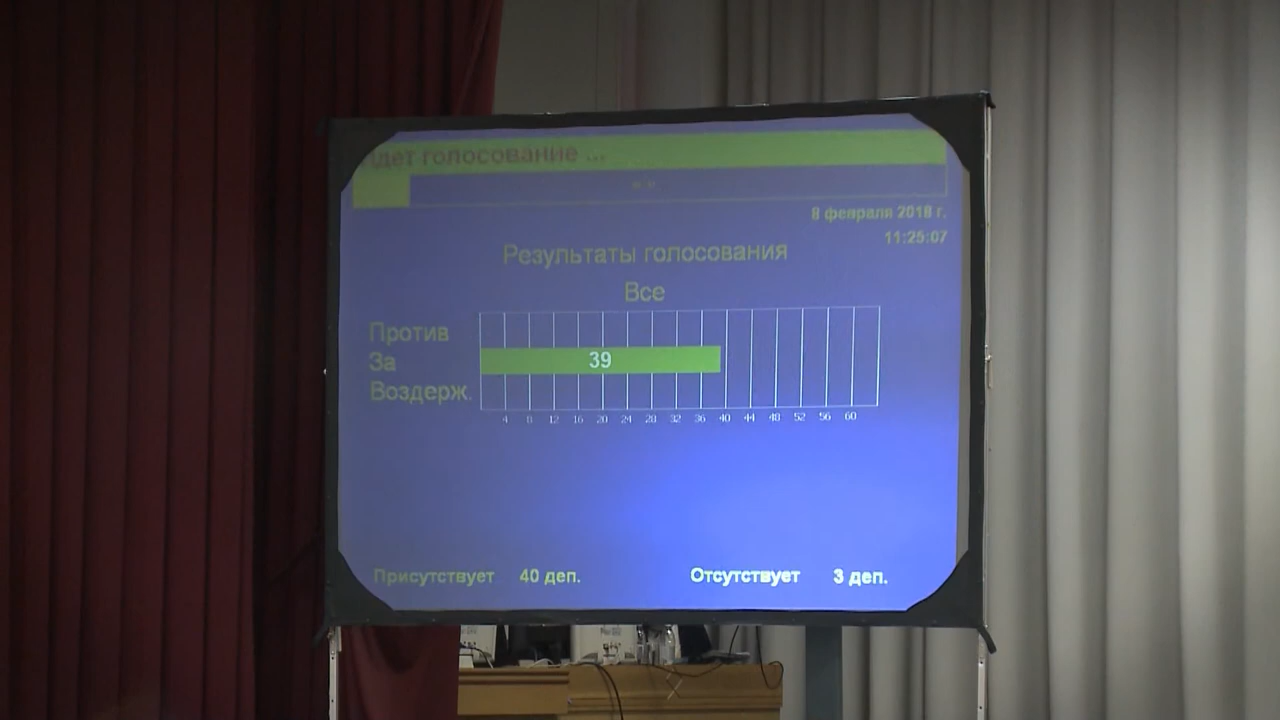 Идет голосование ...
8 февраля 2018 г.
11:25:07
Результаты голосования
Все
Против
За 39
Воздерж.
4 8 12 16 20 24 28 32 36 40 44 48 52 56 60
Присутствует 40 деп. Отсутствует 3 деп.